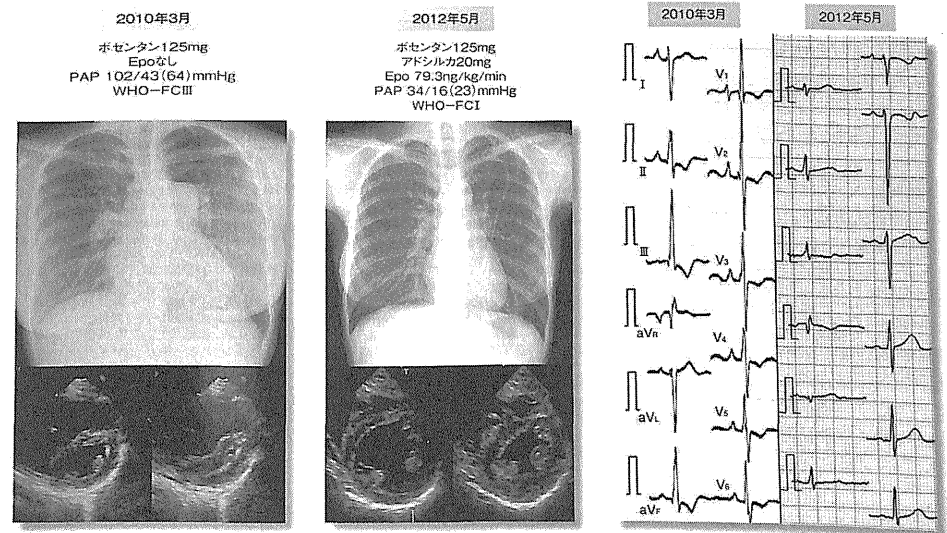 2010年3月
ボセンタン125mg
Epoなし
PAP 102/43(64)mmHg
WHO-FCⅢ
2012年5月
ボセンタン125mg
アドシルカ20mg
Epo 79.3ng/kg/min
PAP 34/16(23)mmHg
WHO-FCⅠ
2010年3月
2012年5月
I
II
III
aVR
aVL
aVF
V1
V2
V3
V4
V5
V6